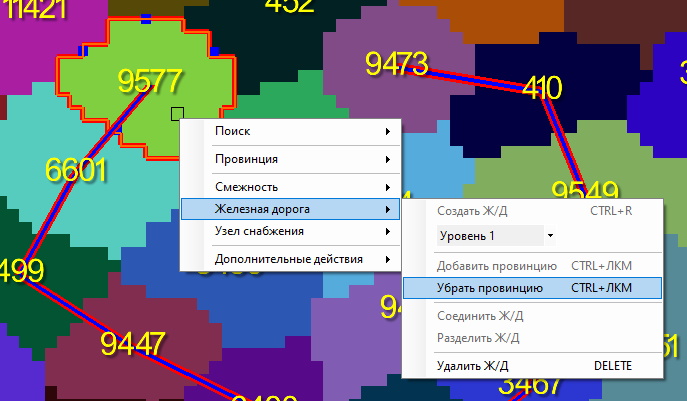 11421
452
9577
9473
410
6601
9549
499
9447
3467
Поиск
Провинция
Смежность
Железная дорога
Узел снабжения
Дополнительные действия
Создать Ж/Д CTRL+R
Уровень 1
Добавить провинцию CTRL+ЛКМ
Убрать провинцию CTRL+ЛКМ
Соединить Ж/Д
Разделить Ж/Д
Удалить Ж/Д DELETE